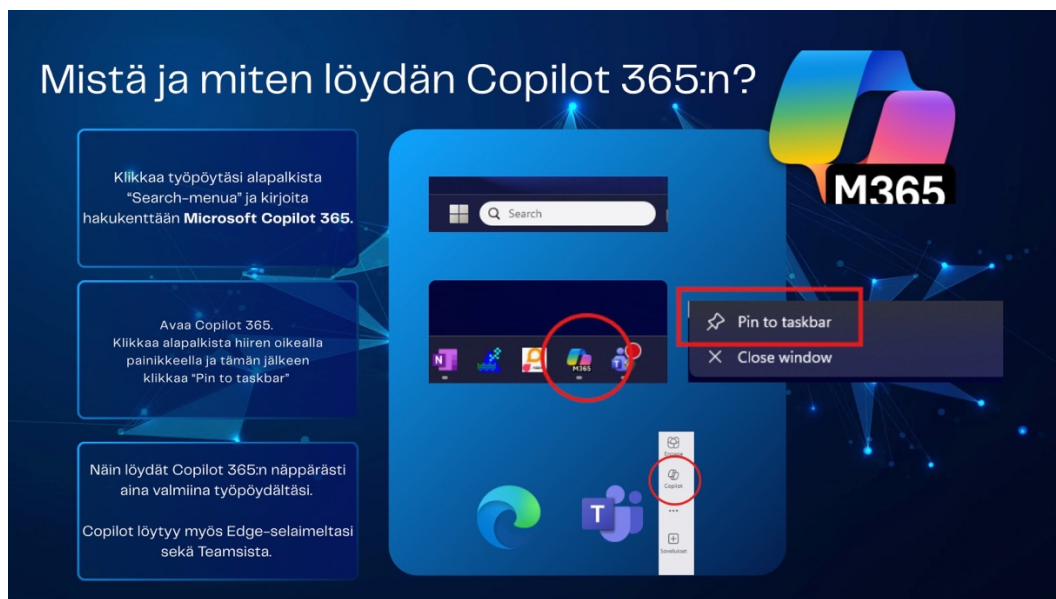 Mistä ja miten löydän Copilot 365:n?
M365
Klikkaa työpöytäsi alapalkista
“Search-menua” ja kirjoita
hakukenttään Microsoft Copilot 365.
Search
Avaa Copilot 365.
Klikkaa alapalkista hiiren oikealla
painikkeella ja tämän jälkeen
klikkaa “Pin to taskbar”
N
M365
Pin to taskbar
Close window
Näin löydät Copilot 365:n näppärästi
aina valmiina työpöydältäsi.
Copilot löytyy myös Edge-selaimeltasi
sekä Teamsista.
T
Engage
Copilot
...
Sovellukset